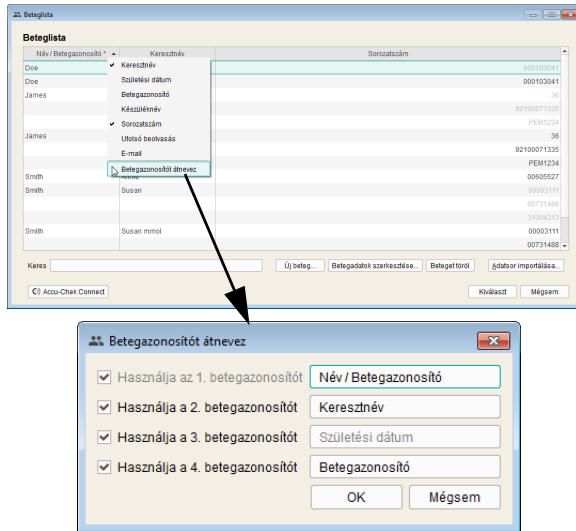 Beteglista
Beteglista
Név / Betegazonosító * Keresztnév Sorozatszám
Doe 000103041
Doe 000103041
James 36
92100071335
PEM1234
James 36
92100071335
PEM1234
Smith 00605527
Smith Susan 00003111
00731488
31004313
Smith Susan mmol 00003111
00731488
Keresztnév
Születési dátum
Betegazonosító
Készüléknév
Sorozatszám
Utolsó beolvasás
E-mail
Betegazonosítót átnevez
Keres Új beteg... Betegadatok szerkesztése... Beteget töröl Adatsor importálása...
Accu-Chek Connect Kiválaszt Mégsem
Betegazonosítót átnevez
Használja az 1. betegazonosítót Név / Betegazonosító
Használja a 2. betegazonosítót Keresztnév
Használja a 3. betegazonosítót Születési dátum
Használja a 4. betegazonosítót Betegazonosító
OK Mégsem